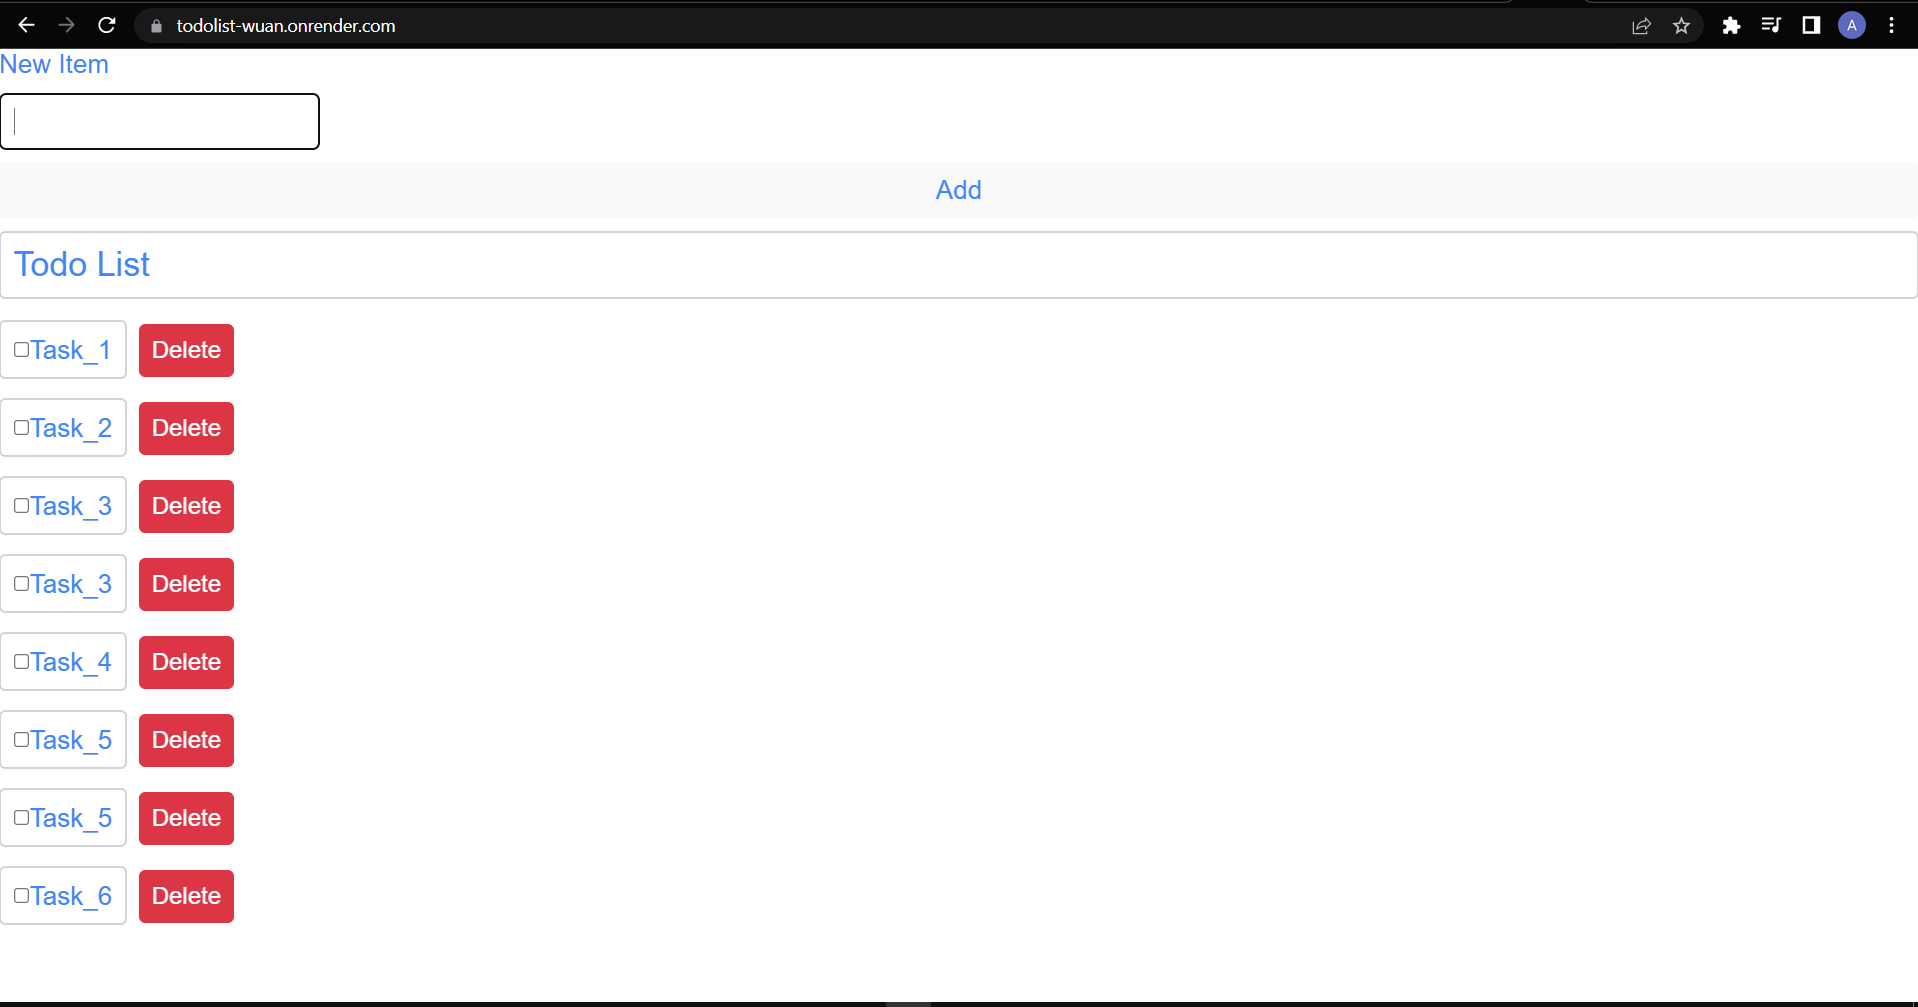 todolist-wuan.onrender.com
A
New Item
Add
Todo List
Task_1 Delete
Task_2 Delete
Task_3 Delete
Task_3 Delete
Task_4 Delete
Task_5 Delete
Task_5 Delete
Task_6 Delete